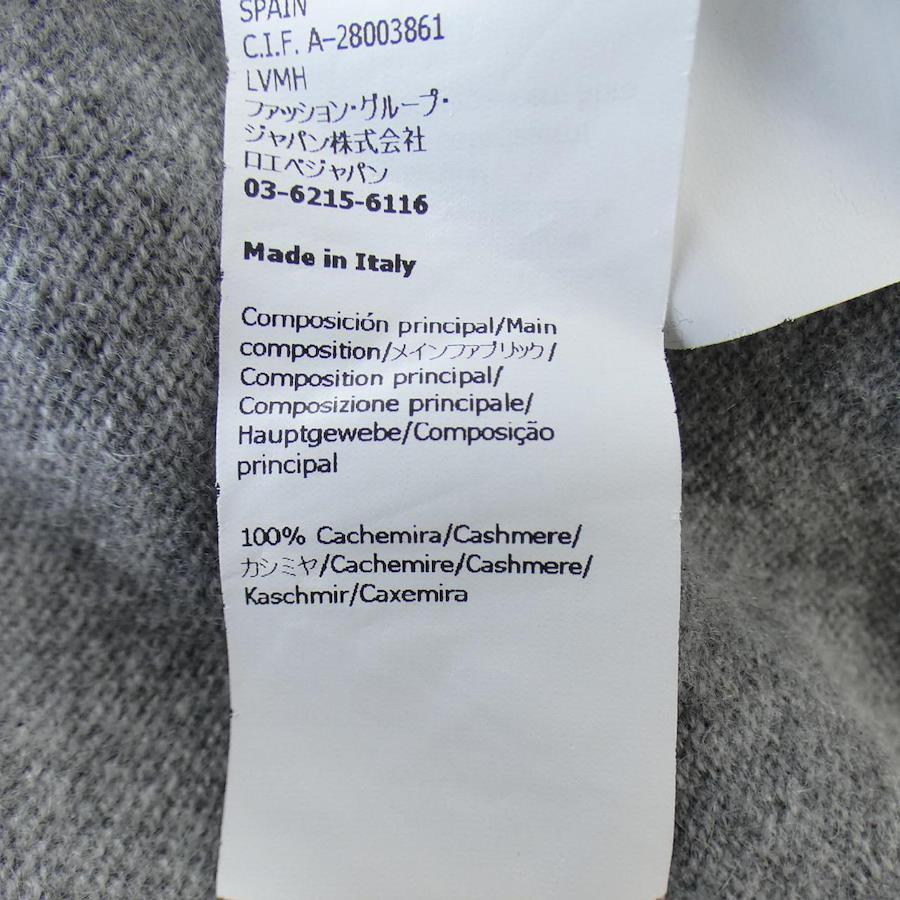 SPAIN
C.I.F. A-28003861
LVMH
ファッション・グループ・
ジャパン株式会社
ロエベジャパン
03-6215-6116
Made in Italy
Composición principal/Main
composition/メインファブリック/
Composition principal/
Composizione principale/
Hauptgewebe/Composição
principal
100% Cachemira/Cashmere/
カシミヤ/Cachemire/Cashmere/
Kaschmir/Caxemira